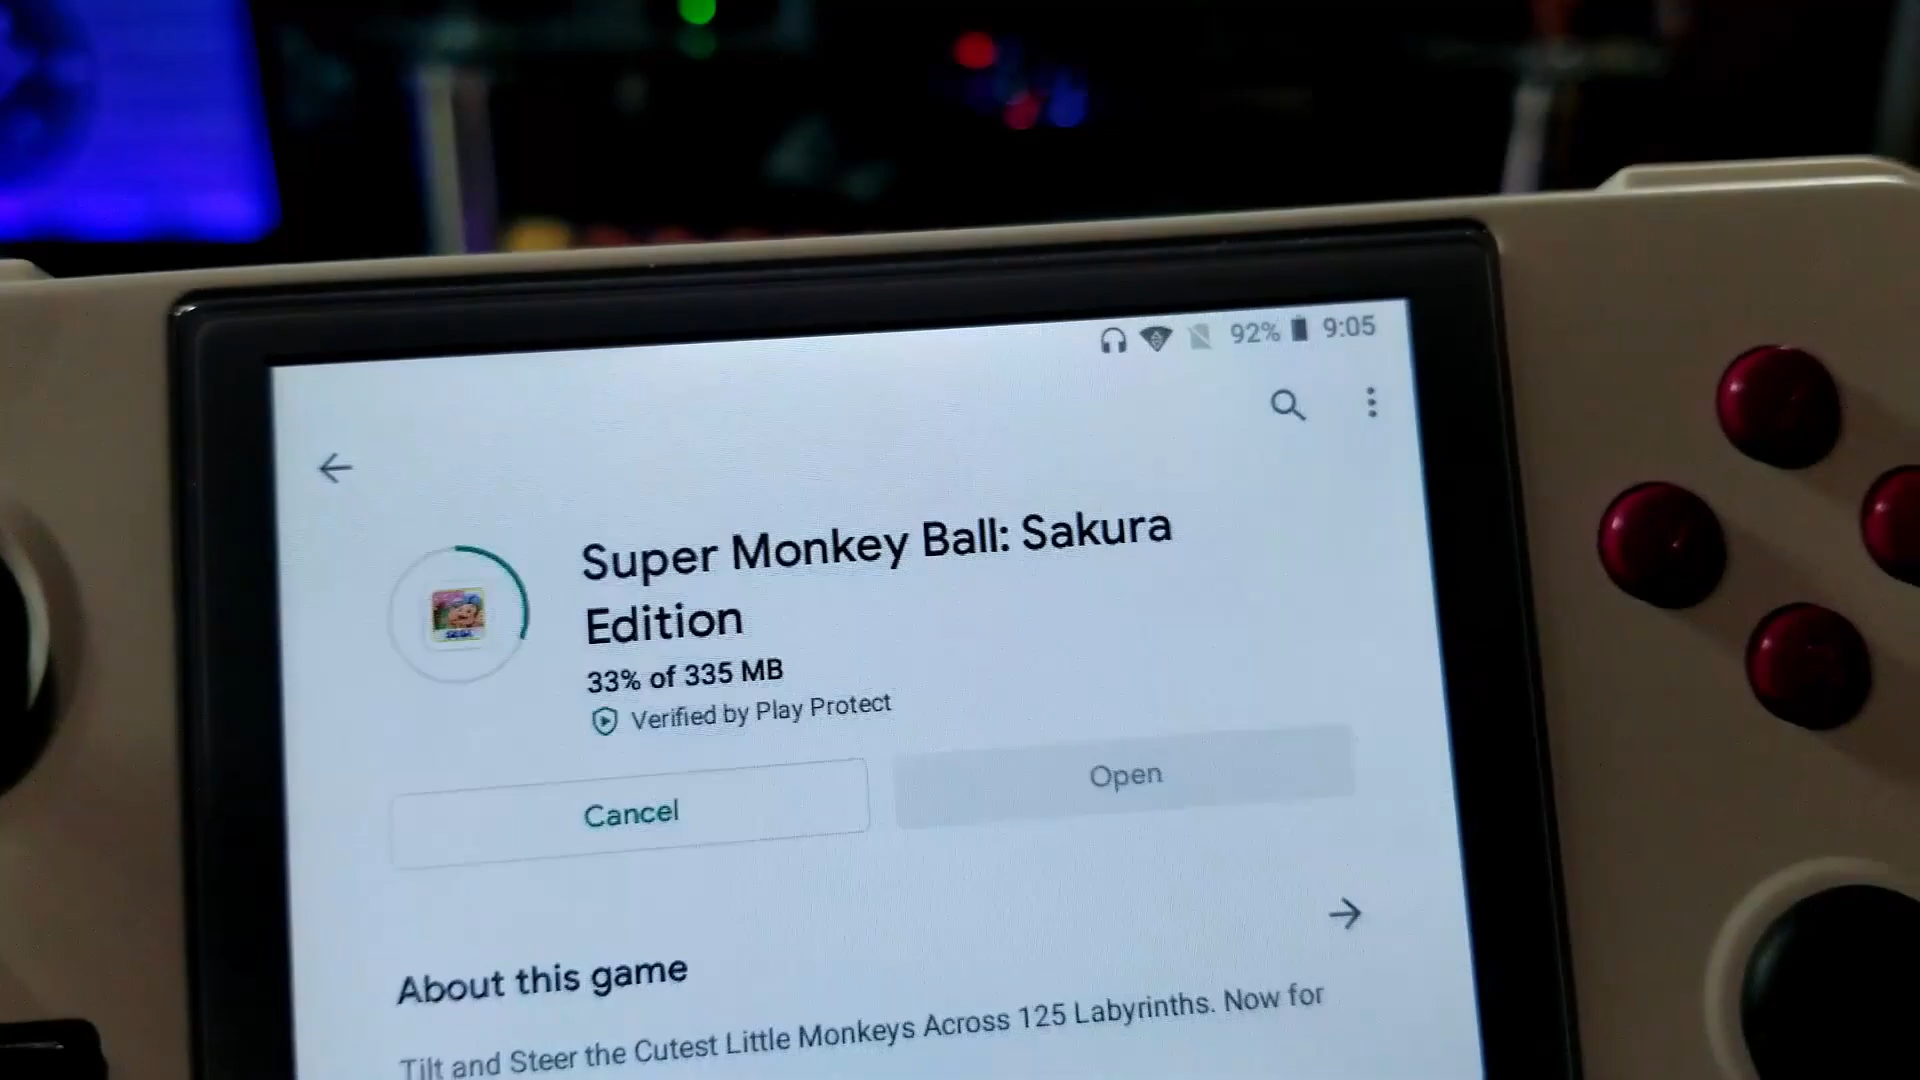 92% 9:05
Super Monkey Ball: Sakura
Edition
33% of 335 MB
Verified by Play Protect
Cancel
Open
About this game
Tilt and Steer the Cutest Little Monkeys Across 125 Labyrinths. Now for
SEGA